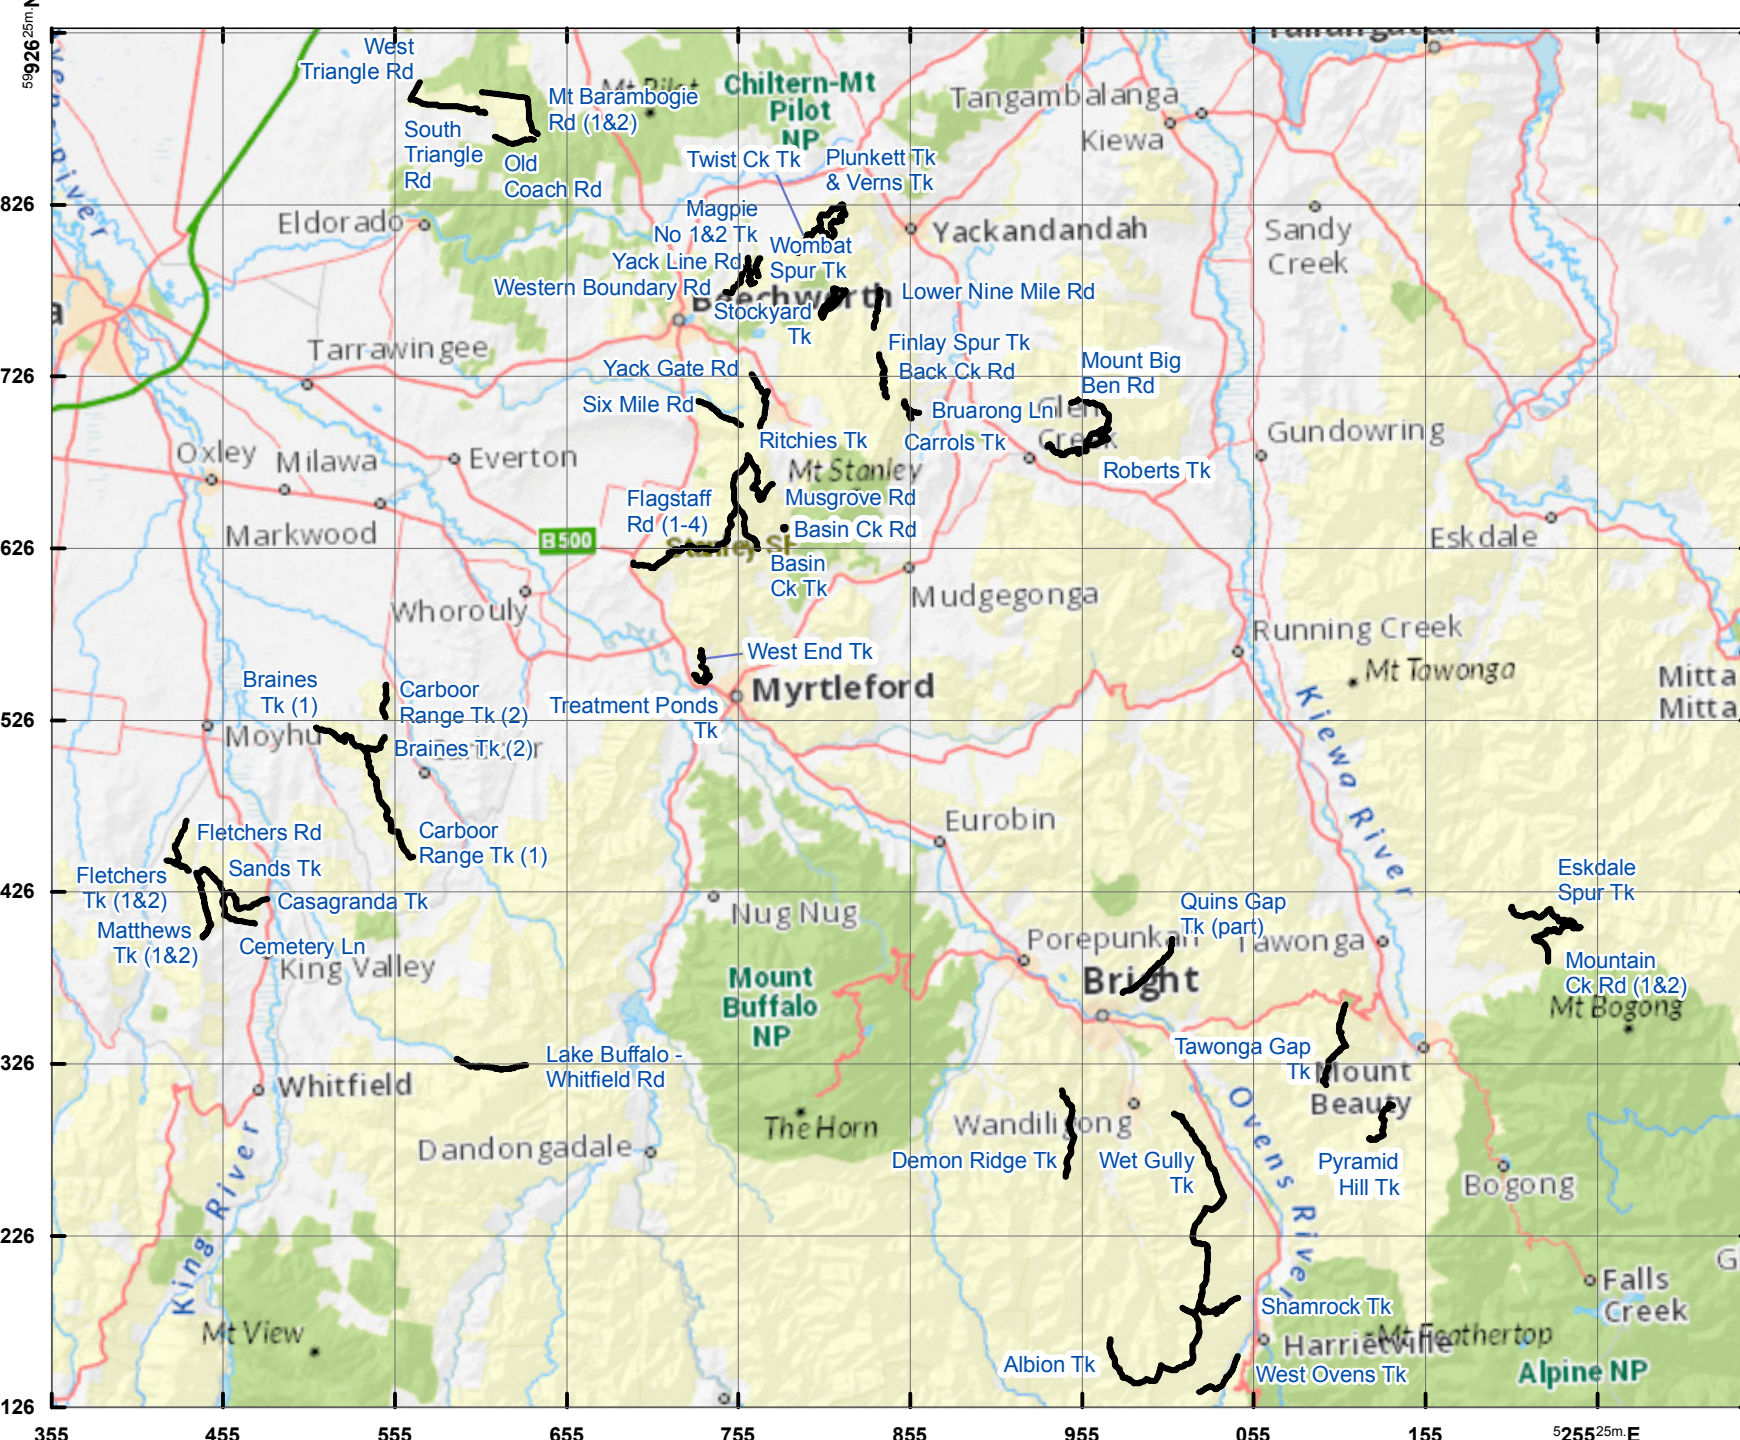 5992625m.N
West
Triangle Rd
Mt Pilot
Chiltern-Mt
Pilot
NP
Mt Barambogie
Rd (1&2)
South
Triangle
Rd
Old
Coach Rd
Tangambalanga
Kiewa
Twist Ck Tk
Plunkett Tk
& Verns Tk
826
Eldorado
Magpie
No 1&2 Tk
Wombat
Spur Tk
Yackandandah
Sandy
Creek
Yack Line Rd
Western Boundary Rd
Beechworth
Lower Nine Mile Rd
Stockyard
Tk
Tarrawingee
Finlay Spur Tk
Back Ck Rd
Mount Big
Ben Rd
726
Yack Gate Rd
Six Mile Rd
Bruarong Ln
Glen
Creek
Carrols Tk
Ritchies Tk
Gundowring
Oxley
Milawa
Everton
Mt Stanley
Roberts Tk
Flagstaff
Rd (1-4)
Musgrove Rd
Markwood
B500
Basin Ck Rd
Eskdale
626
Basin
Ck Tk
Whorouly
Mudgegonga
Running Creek
West End Tk
Mt Tawonga
Mitta
Mitta
Braines
Tk (1)
Carboor
Range Tk (2)
Myrtleford
Treatment Ponds
Tk
Kiewa River
526
Moyhu
Braines Tk (2)
Eurobin
Fletchers Rd
Carboor
Range Tk (1)
Sands Tk
Fletchers
Tk (1&2)
Eskdale
Spur Tk
426
Casagranda Tk
Nug Nug
Quins Gap
Tk (part)
Matthews
Tk (1&2)
Cemetery Ln
Porepunkah
Tawonga
King Valley
Mount
Buffalo
NP
Bright
Mountain
Ck Rd (1&2)
Mt Bogong
Lake Buffalo -
Whitfield Rd
Tawonga Gap
Tk
326
Whitfield
Mount
Beauty
The Horn
Wandiligong
Ovens River
Dandongadale
Demon Ridge Tk
Wet Gully
Tk
Pyramid
Hill Tk
Bogong
King River
226
Falls
Creek
Shamrock Tk
Mt View
Harrietville
Mt Feathertop
Albion Tk
West Ovens Tk
Alpine NP
126
355
455
555
655
755
855
955
055
155
525525m.E